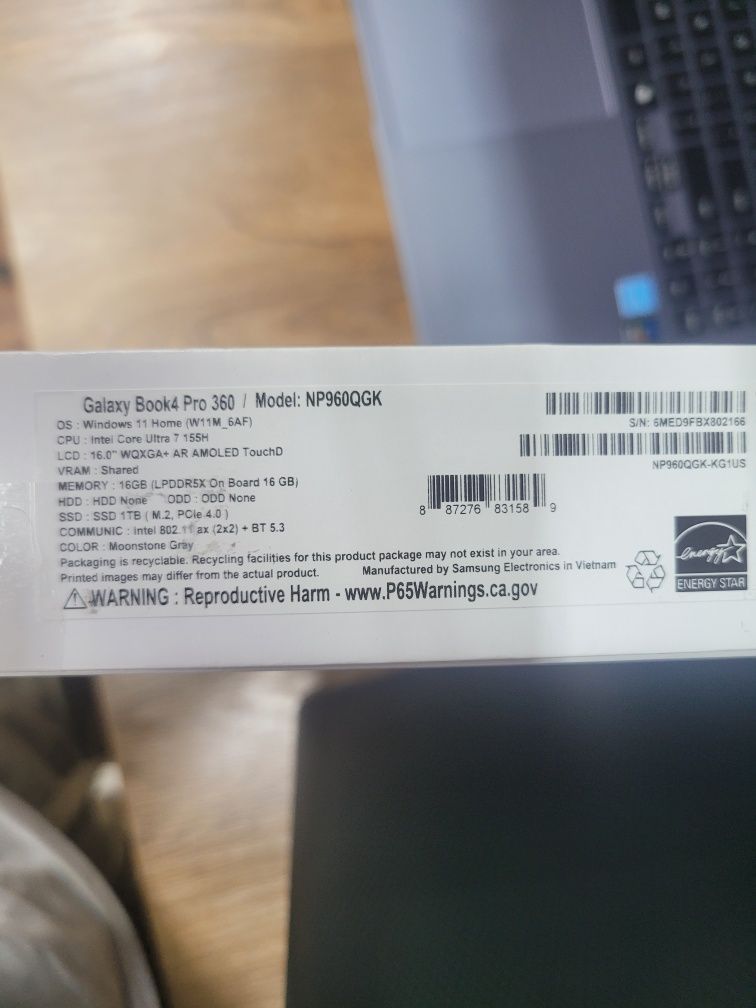 Galaxy Book4 Pro 360 / Model: NP960QGK
OS : Windows 11 Home (W11M_6AF)
CPU : Intel Core Ultra 7 155H
LCD : 16.0" WQXGA+ AR AMOLED TouchD
VRAM : Shared
MEMORY : 16GB (LPDDR5X On Board 16 GB)
HDD : HDD None ODD : ODD None
SSD : SSD 1TB ( M.2, PCIe 4.0 )
COMMUNIC : Intel 802.11 ax (2x2) + BT 5.3
COLOR : Moonstone Gray
Packaging is recyclable. Recycling facilities for this product package may not exist in your area.
Printed images may differ from the actual product. Manufactured by Samsung Electronics in Vietnam
WARNING : Reproductive Harm - www.P65Warnings.ca.gov
S/N: 6MED9FBX802166
NP960QGK-KG1US
8 87276 83158 9
energy
ENERGY STAR